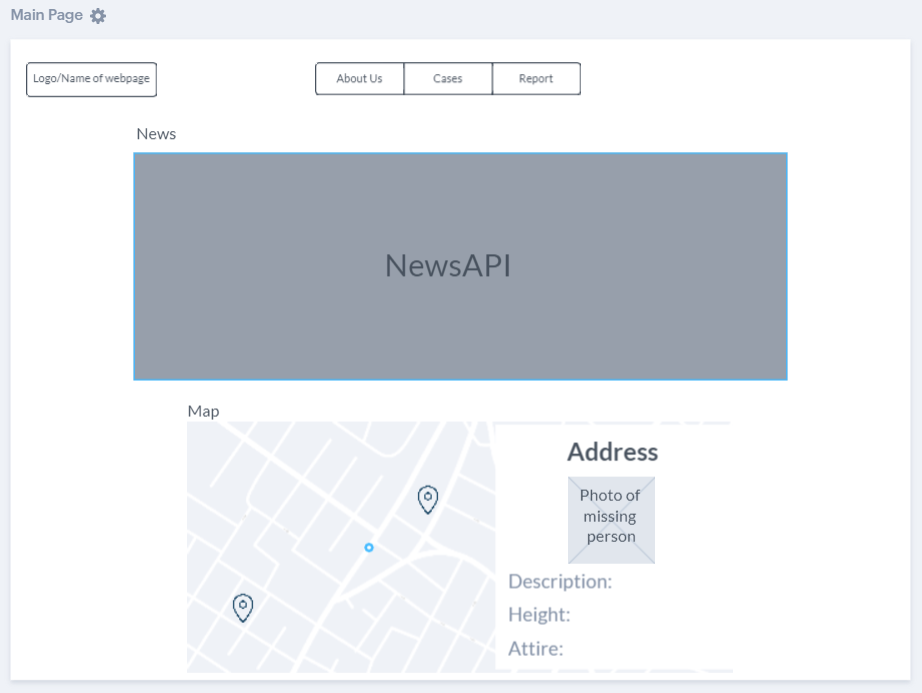 Main Page
Logo/Name of webpage
About Us
Cases
Report
News
NewsAPI
Map
Address
Photo of
missing
person
Description:
Height:
Attire: